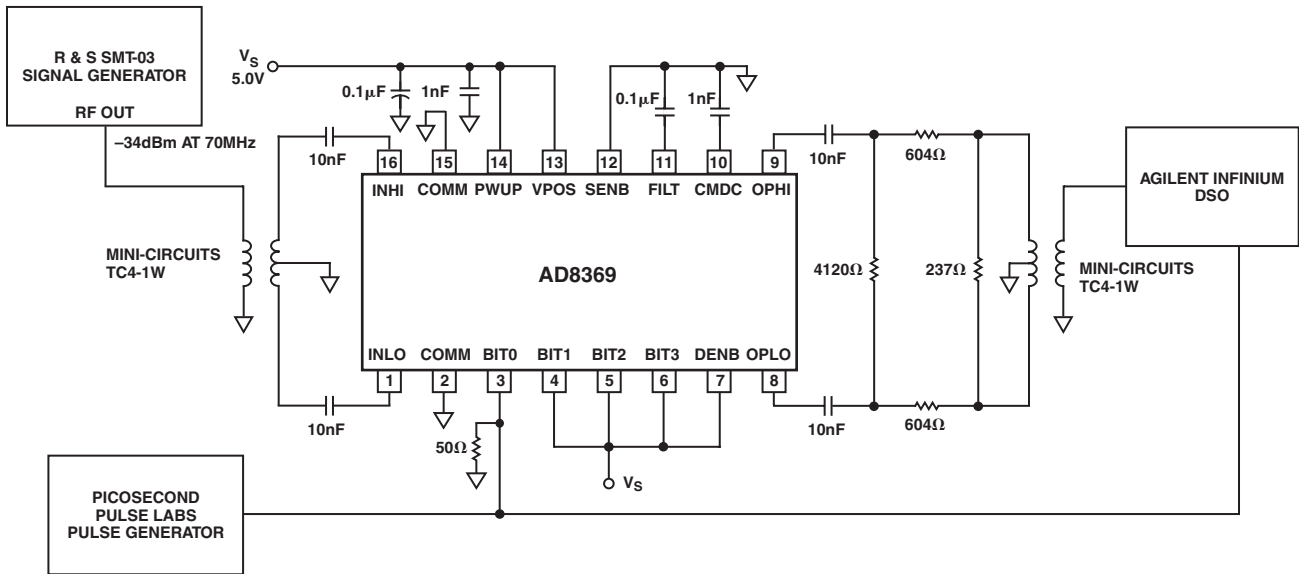 R & S SMT-03
SIGNAL GENERATOR
RF OUT
–34dBm AT 70MHz
VS
5.0V
0.1µF
1nF
0.1µF
1nF
10nF
10nF
604Ω
16
15
14
13
12
11
10
9
INHI
COMM
PWUP
VPOS
SENB
FILT
CMDC
OPHI
AGILENT INFINIUM
DSO
MINI-CIRCUITS
TC4-1W
AD8369
4120Ω
237Ω
MINI-CIRCUITS
TC4-1W
INLO
COMM
BIT0
BIT1
BIT2
BIT3
DENB
OPLO
1
2
3
4
5
6
7
8
10nF
10nF
604Ω
50Ω
VS
PICOSECOND
PULSE LABS
PULSE GENERATOR